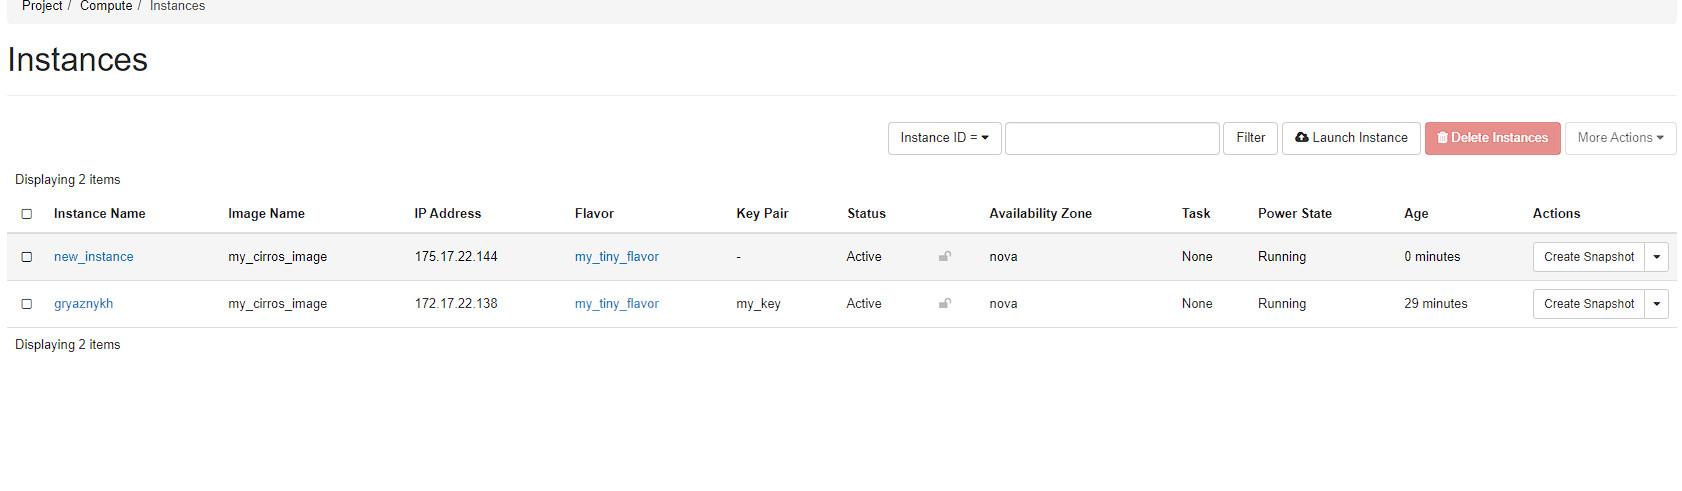 Project / Compute / Instances
Instances
Instance ID = Filter Launch Instance Delete Instances More Actions
Displaying 2 items
Instance Name Image Name IP Address Flavor Key Pair Status Availability Zone Task Power State Age Actions
new_instance my_cirros_image 175.17.22.144 my_tiny_flavor - Active nova None Running 0 minutes Create Snapshot
gryaznykh my_cirros_image 172.17.22.138 my_tiny_flavor my_key Active nova None Running 29 minutes Create Snapshot
Displaying 2 items